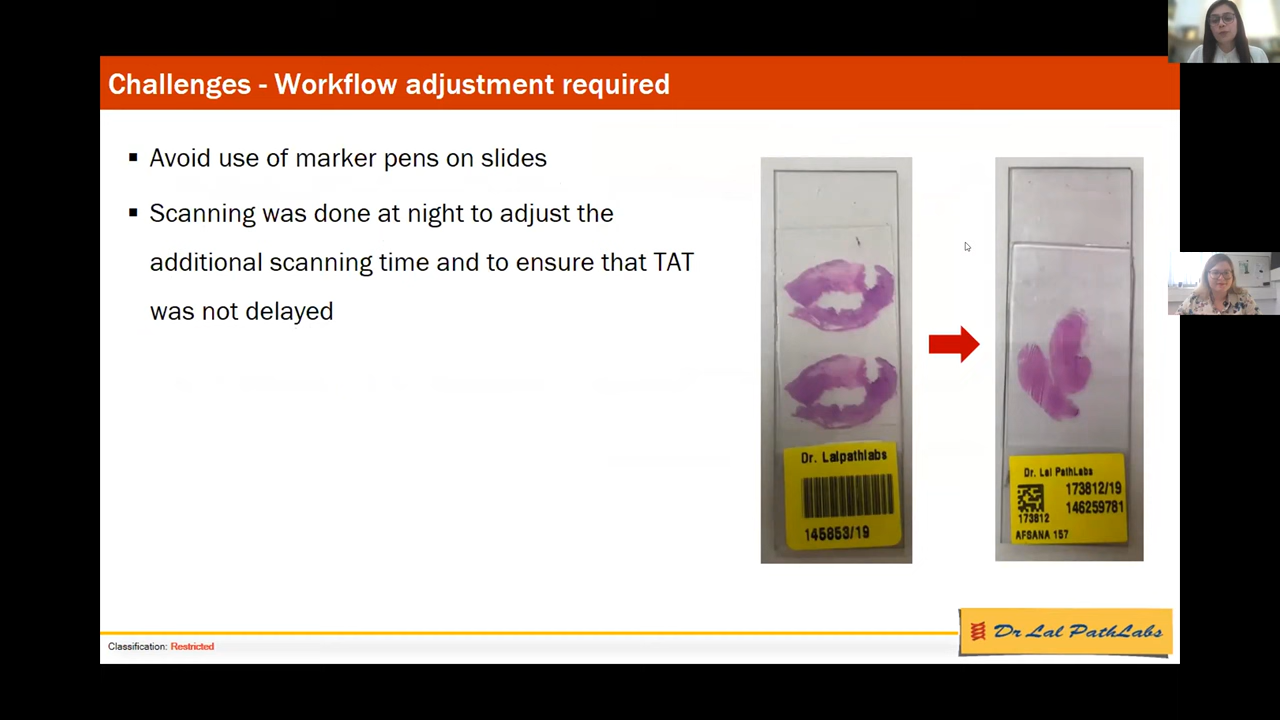 Challenges - Workflow adjustment required
▪ Avoid use of marker pens on slides
▪ Scanning was done at night to adjust the
additional scanning time and to ensure that TAT
was not delayed
Dr. Lalpathlabs
145853/19
Dr. Lal PathLabs
173812/19
146259781
173812
AFSANA 157
Classification: Restricted
Dr Lal PathLabs